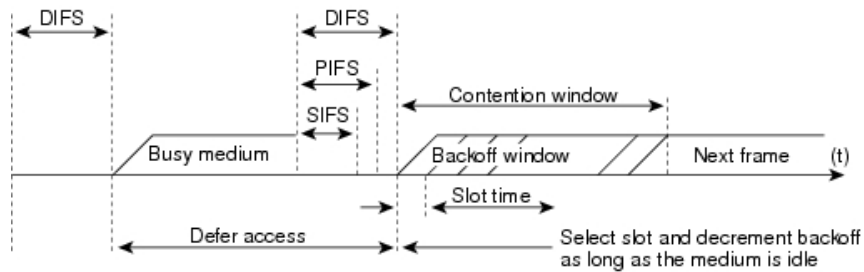 DIFS
DIFS
PIFS
SIFS
Contention window
Busy medium
Backoff window
Next frame
(t)
Slot time
Defer access
Select slot and decrement backoff
as long as the medium is idle